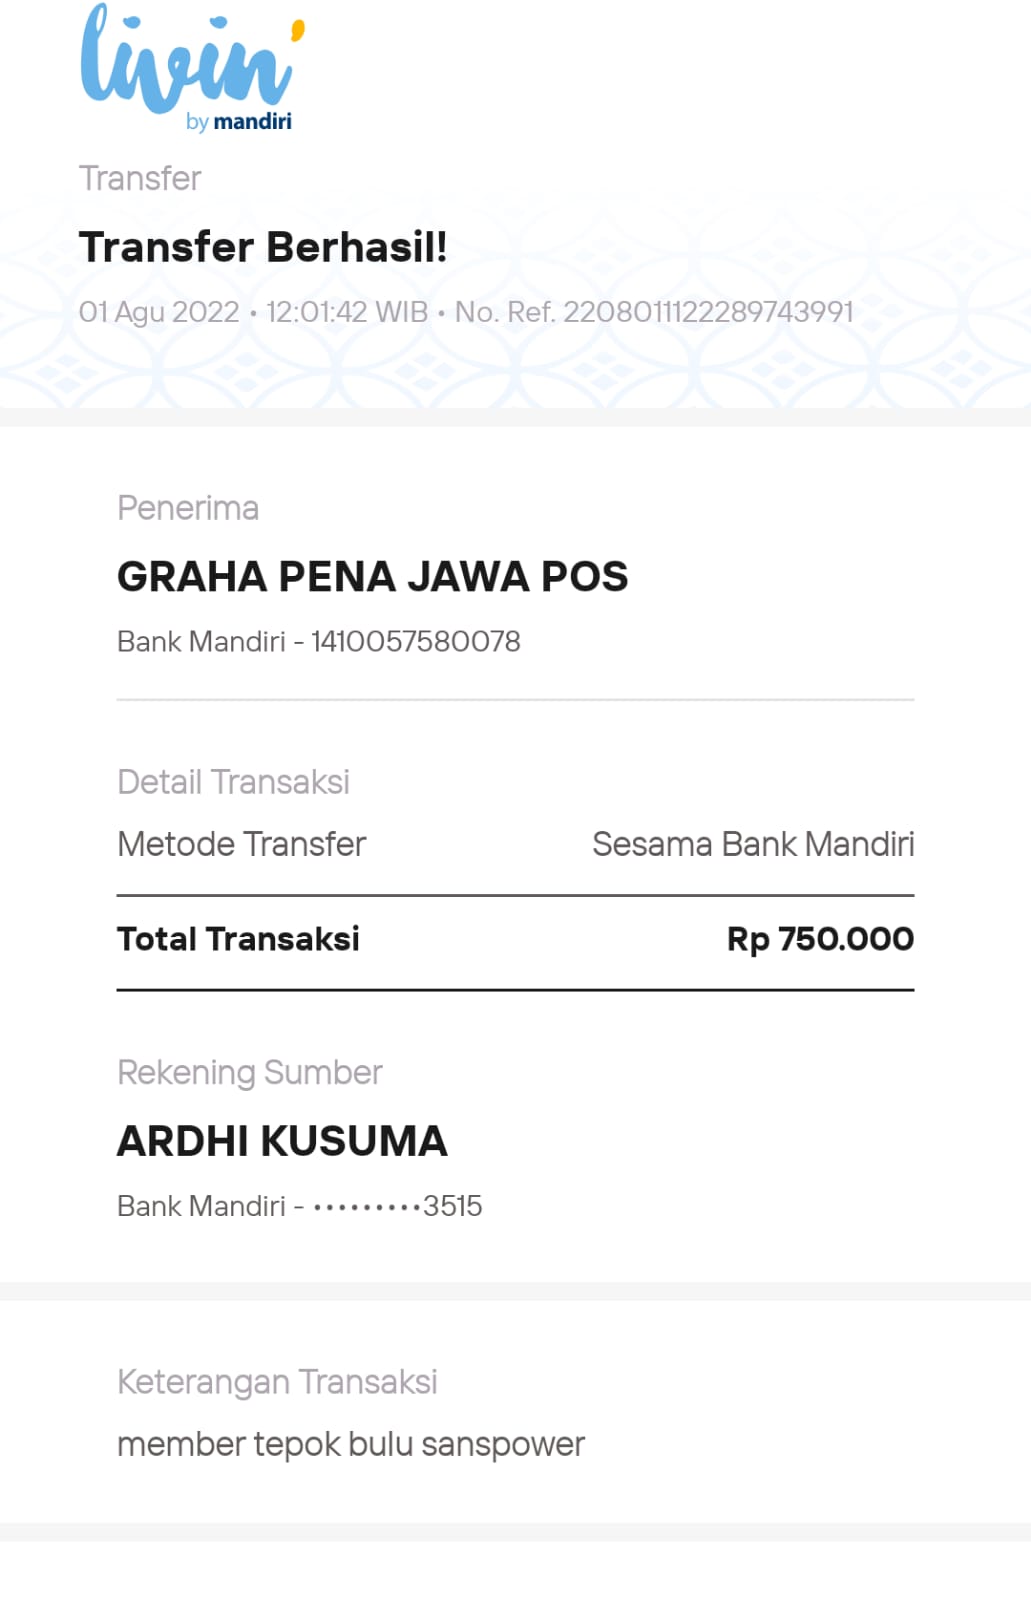 livin'
by mandiri
Transfer
Transfer Berhasil!
01 Agu 2022 • 12:01:42 WIB • No. Ref. 2208011122289743991
Penerima
GRAHA PENA JAWA POS
Bank Mandiri - 1410057580078
Detail Transaksi
Metode Transfer Sesama Bank Mandiri
Total Transaksi Rp 750.000
Rekening Sumber
ARDHI KUSUMA
Bank Mandiri - •••••••••3515
Keterangan Transaksi
member tepok bulu sanspower